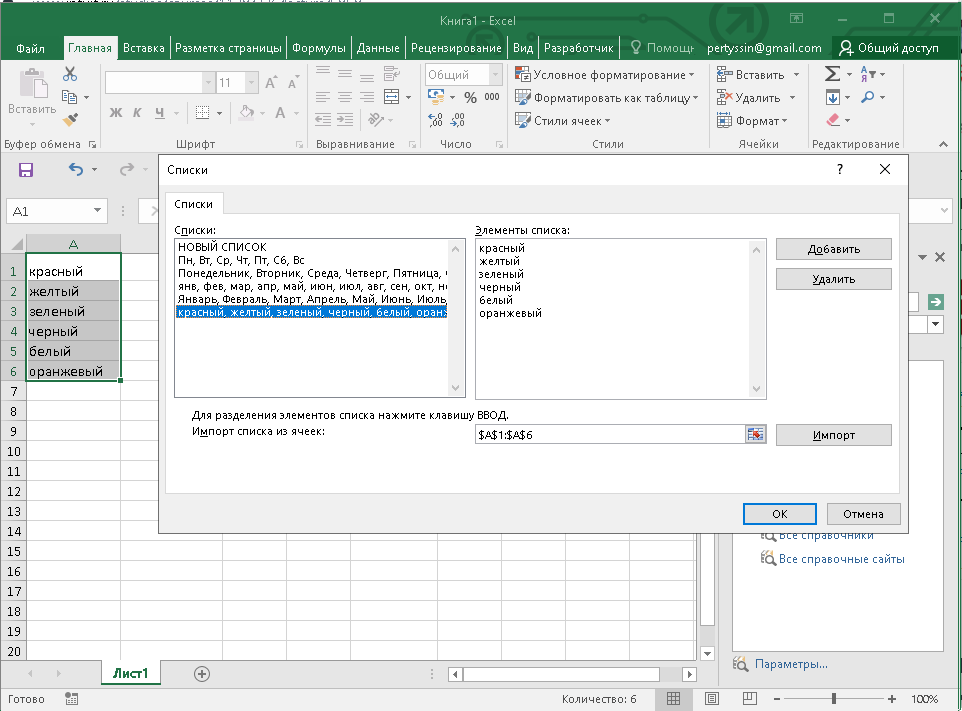 Книга1 - Excel
Файл Главная Вставка Разметка страницы Формулы Данные Рецензирование Вид Разработчик Помощн pertyssin@gmail.com Общий доступ
Вставить
Буфер обмена
11
Ж К Ч
Шрифт
Выравнивание
Общий
% 000
Число
Условное форматирование
Форматировать как таблицу
Стили ячеек
Стили
Вставить
Удалить
Формат
Ячейки
Редактирование
A1
Списки
?
Списки
Списки:
НОВЫЙ СПИСОК
Пн, Вт, Ср, Чт, Пт, Сб, Вс
Понедельник, Вторник, Среда, Четверг, Пятница,
янв, фев, мар, апр, май, июн, июл, авг, сен, окт,
Январь, Февраль, Март, Апрель, Май, Июнь, Июль,
красный, желтый, зеленый, черный, белый, оран
Элементы списка:
красный
желтый
зеленый
черный
белый
оранжевый
Добавить
Удалить
Для разделения элементов списка нажмите клавишу ВВОД.
Импорт списка из ячеек:
$A$1:$A$6
Импорт
OK
Отмена
A
1 красный
2 желтый
3 зеленый
4 черный
5 белый
6 оранжевый
7
8
9
10
11
12
13
14
15
16
17
18
19
20
Все справочники
Все справочные сайты
Параметры...
Лист1
Готово
Количество: 6
100%